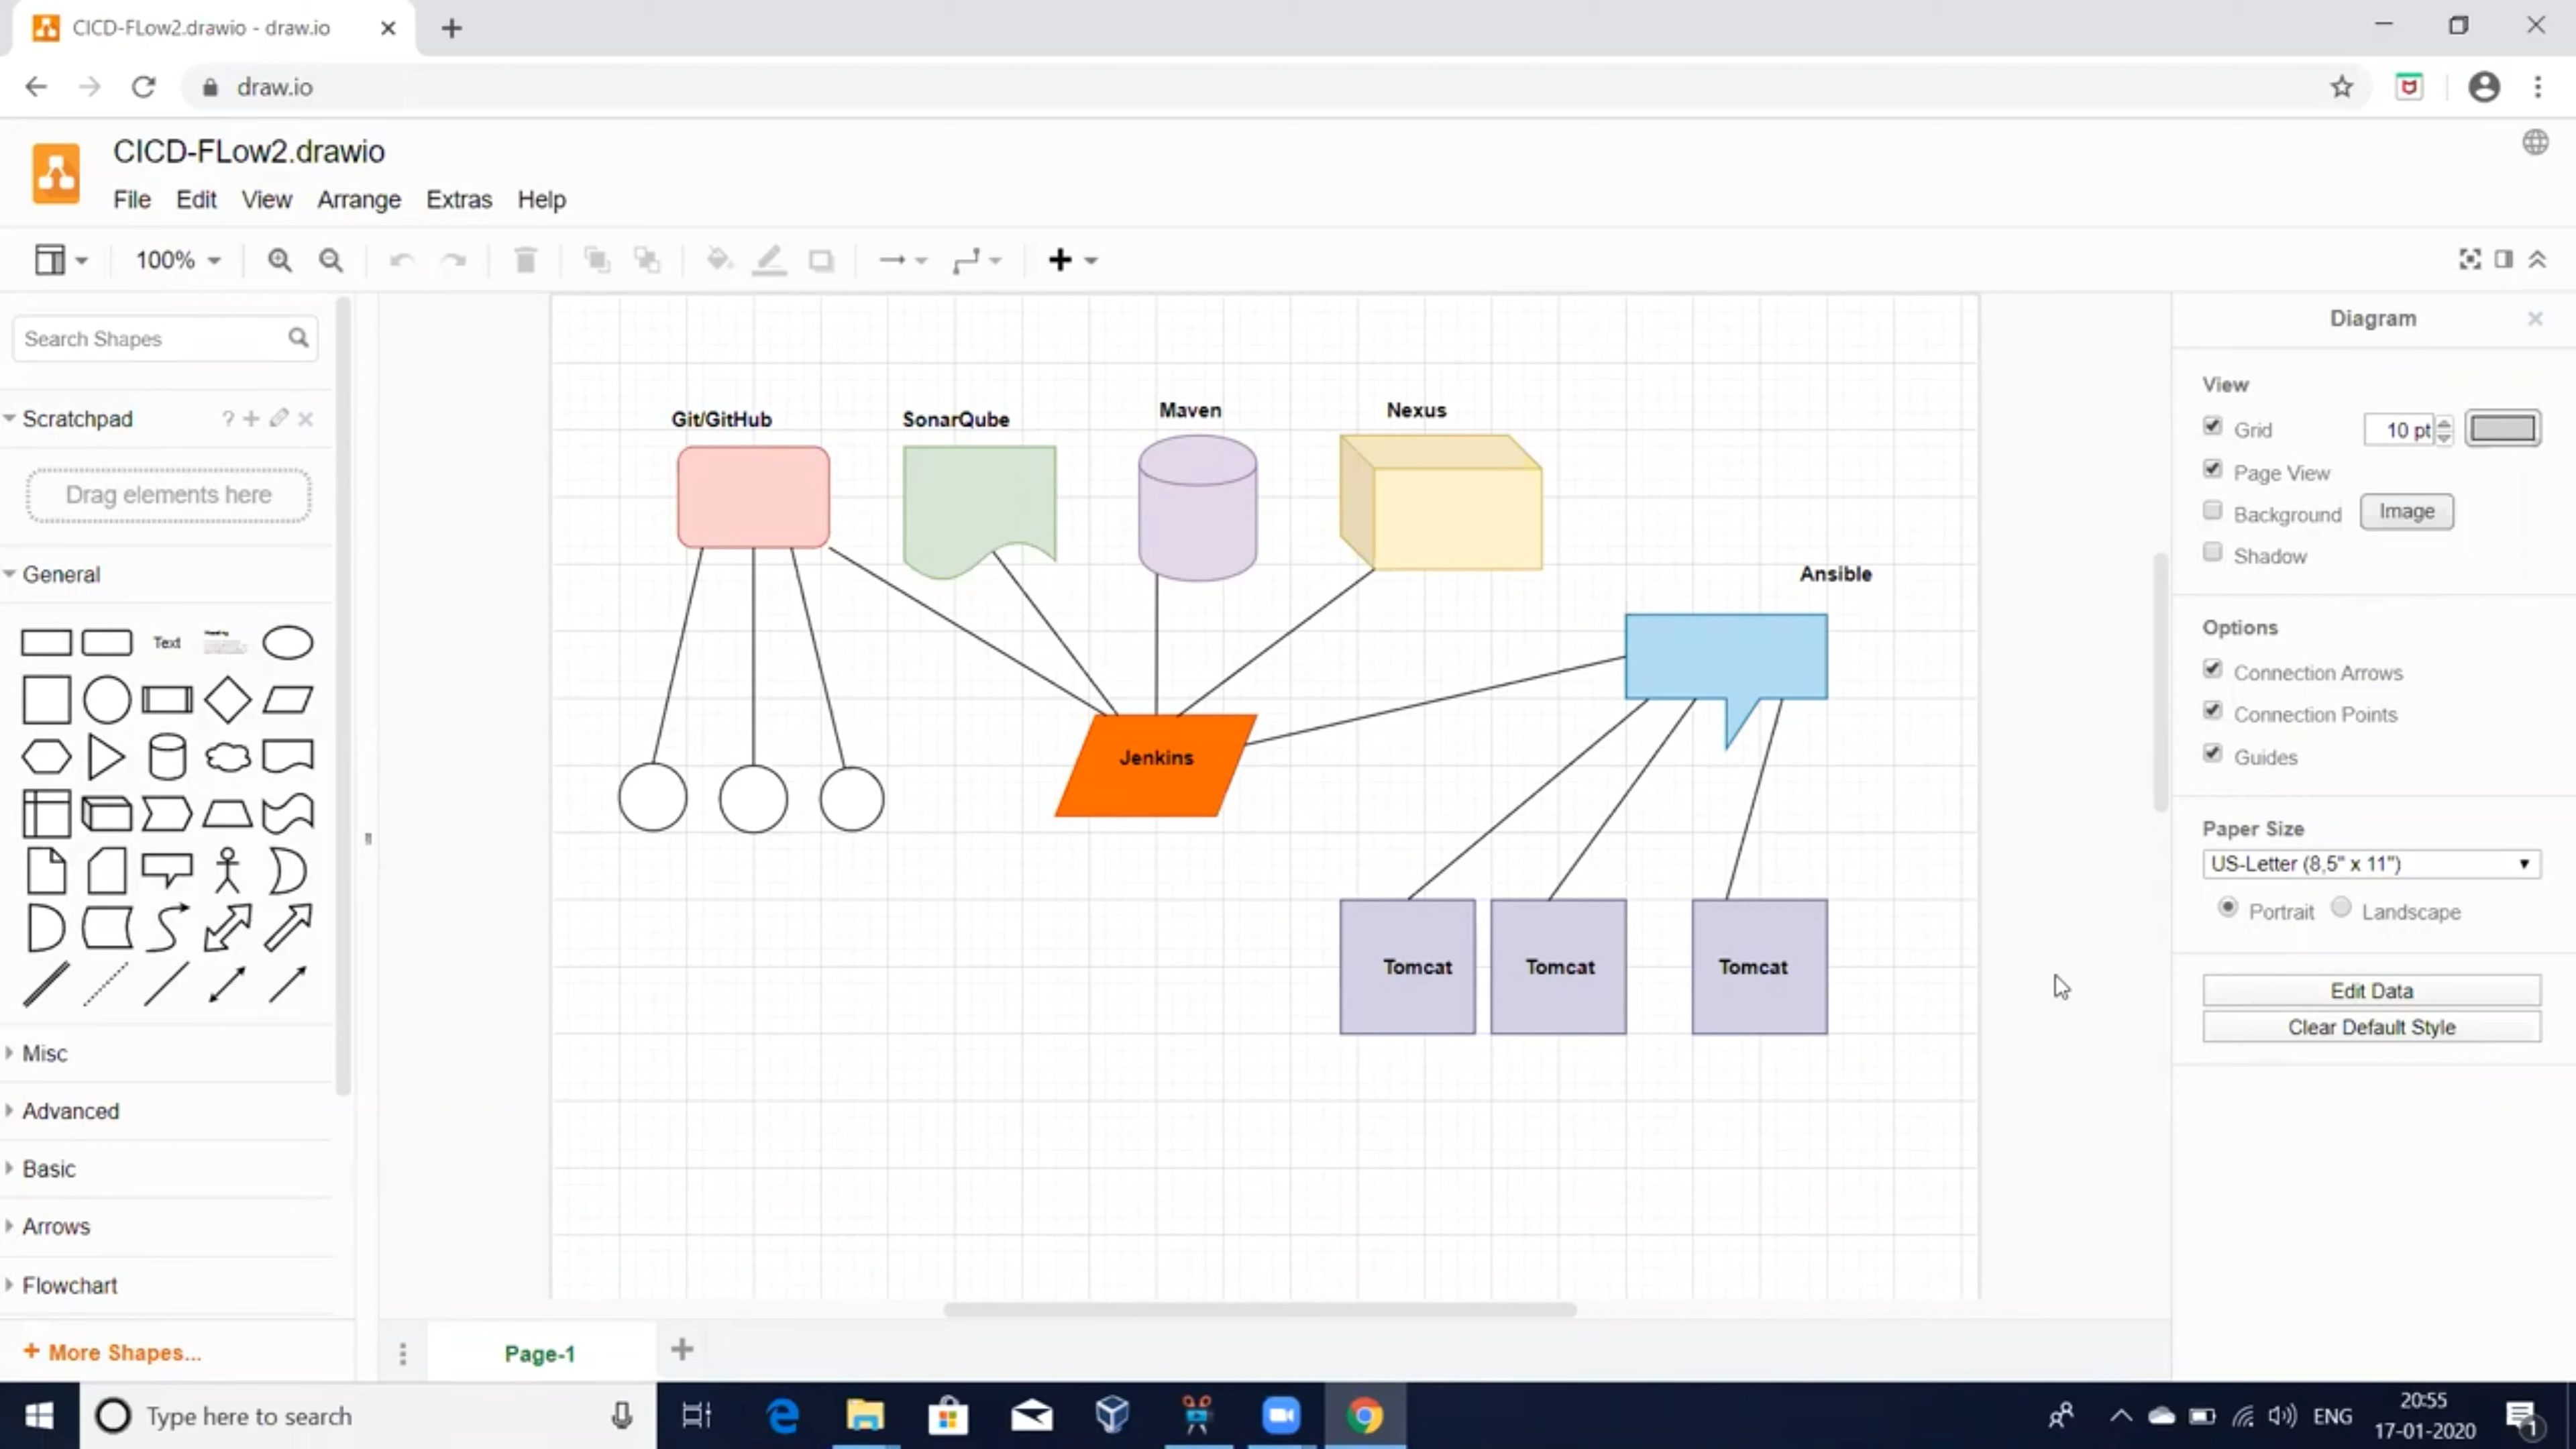 CICD-FLow2.drawio - draw.io
draw.io
CICD-FLow2.drawio
File Edit View Arrange Extras Help
100%
Search Shapes
Scratchpad
?
Drag elements here
General
Text
Misc
Advanced
Basic
Arrows
Flowchart
+ More Shapes...
Git/GitHub
SonarQube
Maven
Nexus
Ansible
Jenkins
Tomcat
Tomcat
Tomcat
Page-1
Diagram
View
Grid
10 pt
Page View
Background
Image
Shadow
Options
Connection Arrows
Connection Points
Guides
Paper Size
US-Letter (8,5" x 11")
Portrait
Landscape
Edit Data
Clear Default Style
Type here to search
ENG
20:55
17-01-2020
1